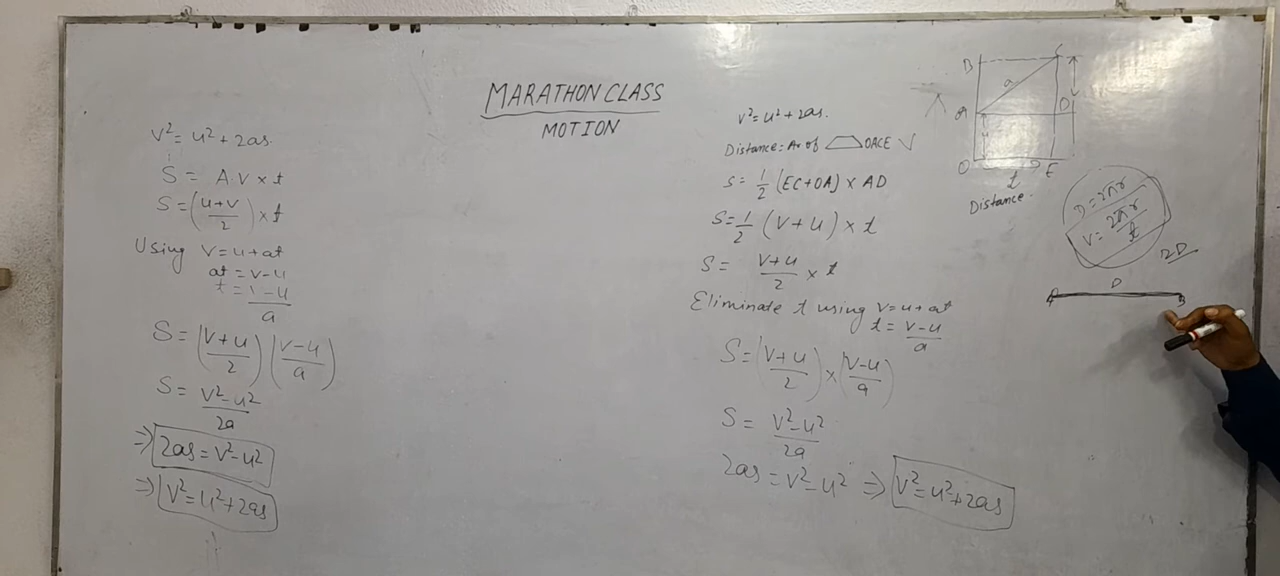 MARATHON CLASS
MOTION
V² = u² + 2as.
S = A.V × t
S = (u+v/2) × t
Using V = u + at
at = v - u
t = v - u / a
S = (V+u/2) (V-u/a)
S = V² - u² / 2a
⇒ 2as = V² - u²
⇒ V² = u² + 2as
V² = u² + 2as.
Distance: Ar of OACE √
S = 1/2 (EC + OA) × AD
S = 1/2 (V + u) × t
S = V+u/2 × t
Eliminate t using V = u + at
t = V-u/a
S = (V+u/2) × (V-u/a)
S = V² - u² / 2a
2as = V² - u² ⇒ V² = u² + 2as
B C
a
A D
O E
t
Distance.
D = 2πr
V = 2πr/t
2D
D
A B